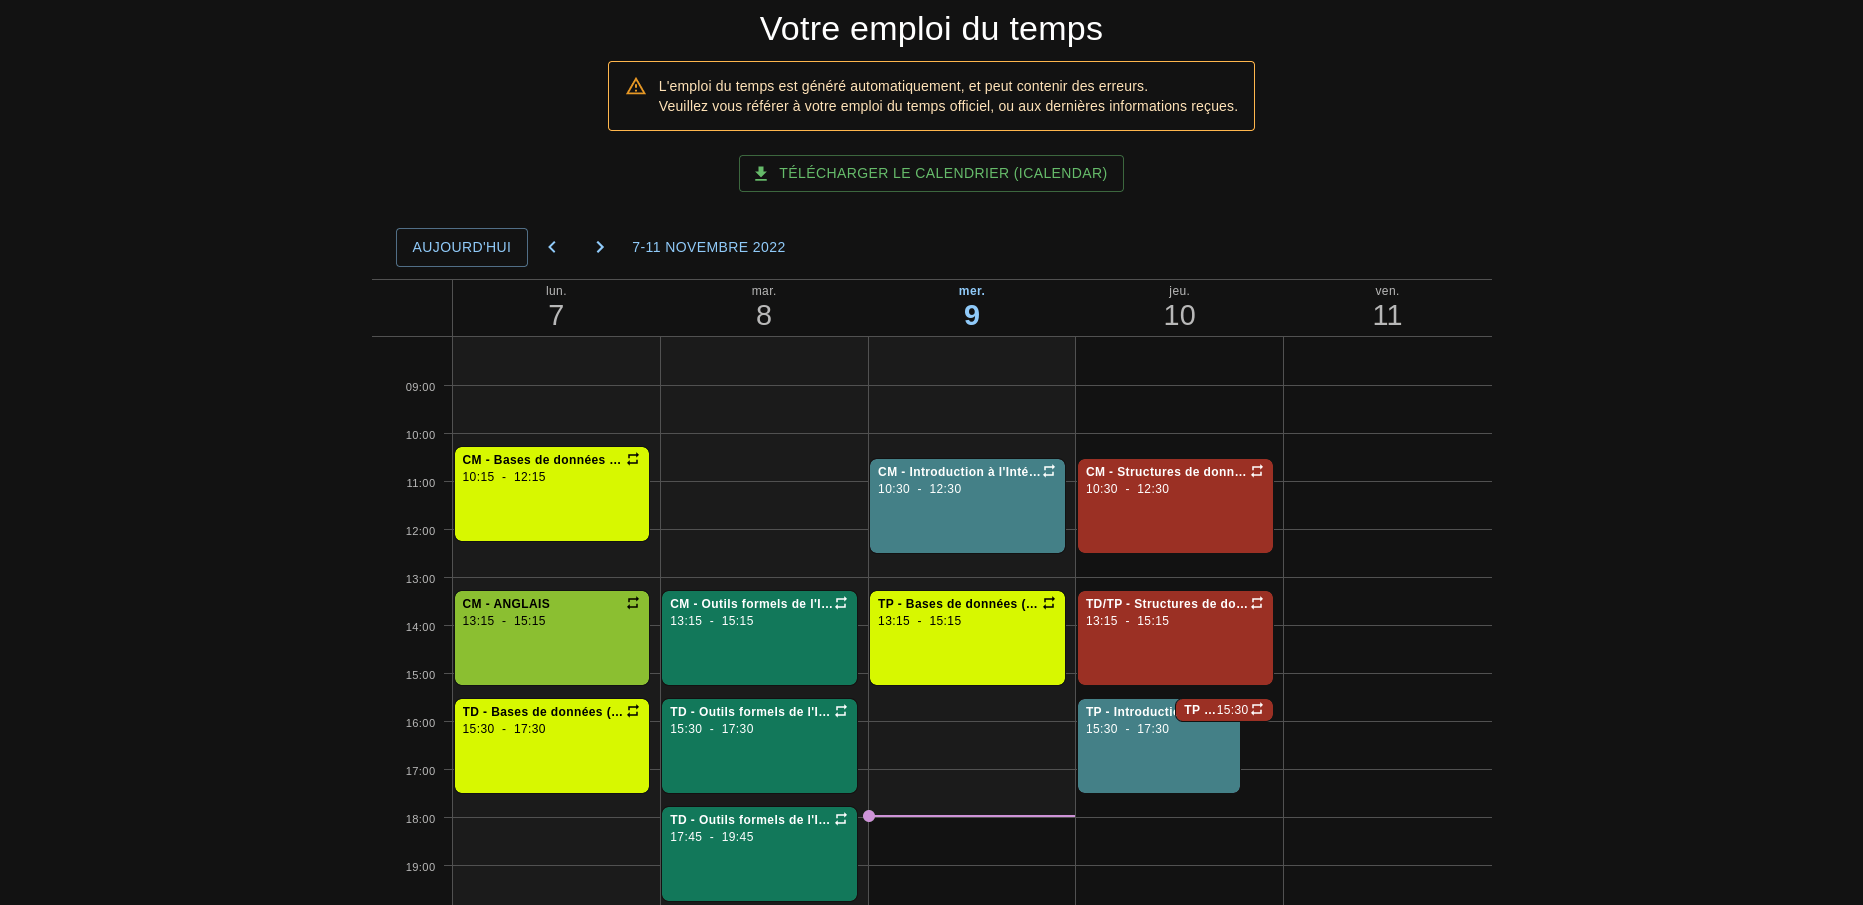 Votre emploi du temps
L'emploi du temps est généré automatiquement, et peut contenir des erreurs.
Veuillez vous référer à votre emploi du temps officiel, ou aux dernières informations reçues.
TÉLÉCHARGER LE CALENDRIER (ICALENDAR)
AUJOURD'HUI
7-11 NOVEMBRE 2022
lun.
7
mar.
8
mer.
9
jeu.
10
ven.
11
09:00
10:00
11:00
12:00
13:00
14:00
15:00
16:00
17:00
18:00
19:00
CM - Bases de données ...
10:15 - 12:15
CM - ANGLAIS
13:15 - 15:15
TD - Bases de données (...
15:30 - 17:30
CM - Outils formels de l'I...
13:15 - 15:15
TD - Outils formels de l'I...
15:30 - 17:30
TD - Outils formels de l'I...
17:45 - 19:45
CM - Introduction à l'Inté...
10:30 - 12:30
TP - Bases de données (...
13:15 - 15:15
CM - Structures de donn...
10:30 - 12:30
TD/TP - Structures de do...
13:15 - 15:15
TP - Introducti
15:30 - 17:30
TP ...15:30